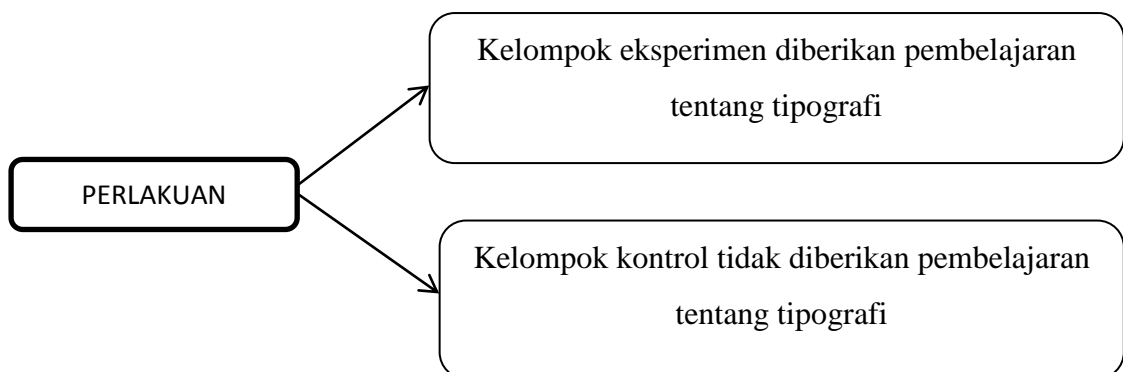 Kelompok eksperimen diberikan pembelajaran
tentang tipografi
PERLAKUAN
Kelompok kontrol tidak diberikan pembelajaran
tentang tipografi